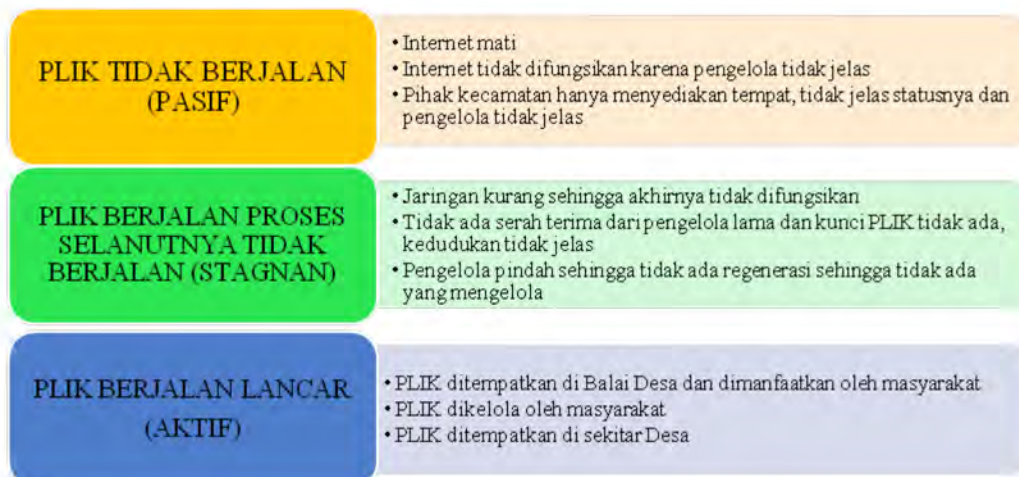 PLIK TIDAK BERJALAN
(PASIF)
• Internet mati
• Internet tidak difungsikan karena pengelola tidak jelas
• Pihak kecamatan hanya menyediakan tempat, tidak jelas statusnya dan
pengelola tidak jelas
PLIK BERJALAN PROSES
SELANUTNYA TIDAK
BERJALAN (STAGNAN)
• Jaringan kurang sehingga akhirnya tidak difungsikan
• Tidak ada serah terima dari pengelola lama dan kunci PLIK tidak ada,
kedudukan tidak jelas
• Pengelola pindah sehingga tidak ada regenerasi sehingga tidak ada
yang mengelola
PLIK BERJALAN LANCAR
(AKTIF)
• PLIK ditempatkan di Balai Desa dan dimanfaatkan oleh masyarakat
• PLIK dikelola oleh masyarakat
• PLIK ditempatkan di sekitar Desa